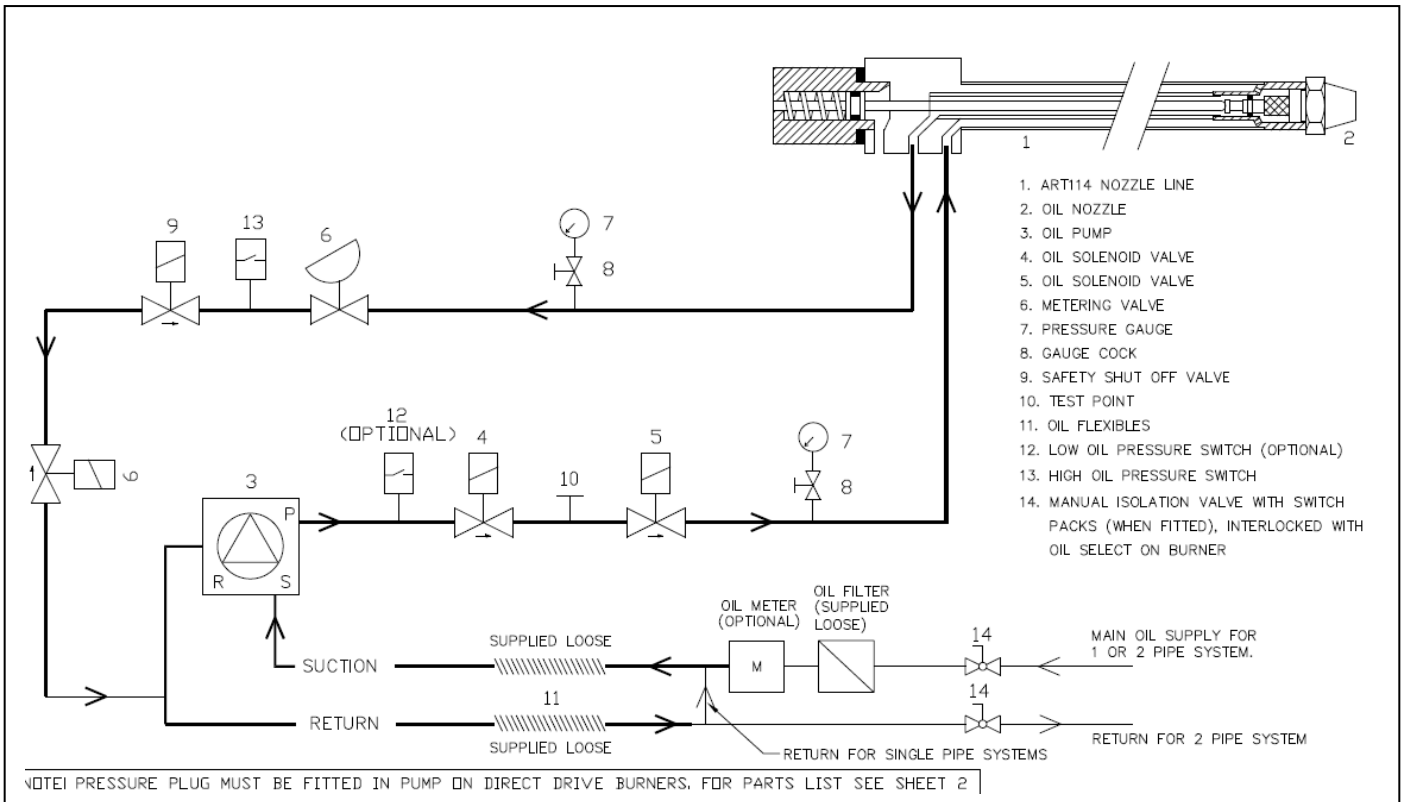 1
2
1. ART114 NOZZLE LINE
2. OIL NOZZLE
3. OIL PUMP
4. OIL SOLENOID VALVE
5. OIL SOLENOID VALVE
6. METERING VALVE
7. PRESSURE GAUGE
8. GAUGE COCK
9. SAFETY SHUT OFF VALVE
10. TEST POINT
11. OIL FLEXIBLES
12. LOW OIL PRESSURE SWITCH (OPTIONAL)
13. HIGH OIL PRESSURE SWITCH
14. MANUAL ISOLATION VALVE WITH SWITCH
PACKS (WHEN FITTED), INTERLOCKED WITH
OIL SELECT ON BURNER
9
13
6
7
8
12
(OPTIONAL)
4
5
7
10
8
9
3
P
R
S
OIL METER
(OPTIONAL)
OIL FILTER
(SUPPLIED
LOOSE)
M
14
MAIN OIL SUPPLY FOR
1 OR 2 PIPE SYSTEM.
SUPPLIED LOOSE
SUCTION
11
RETURN
SUPPLIED LOOSE
14
RETURN FOR 2 PIPE SYSTEM
RETURN FOR SINGLE PIPE SYSTEMS
NOTE! PRESSURE PLUG MUST BE FITTED IN PUMP ON DIRECT DRIVE BURNERS. FOR PARTS LIST SEE SHEET 2